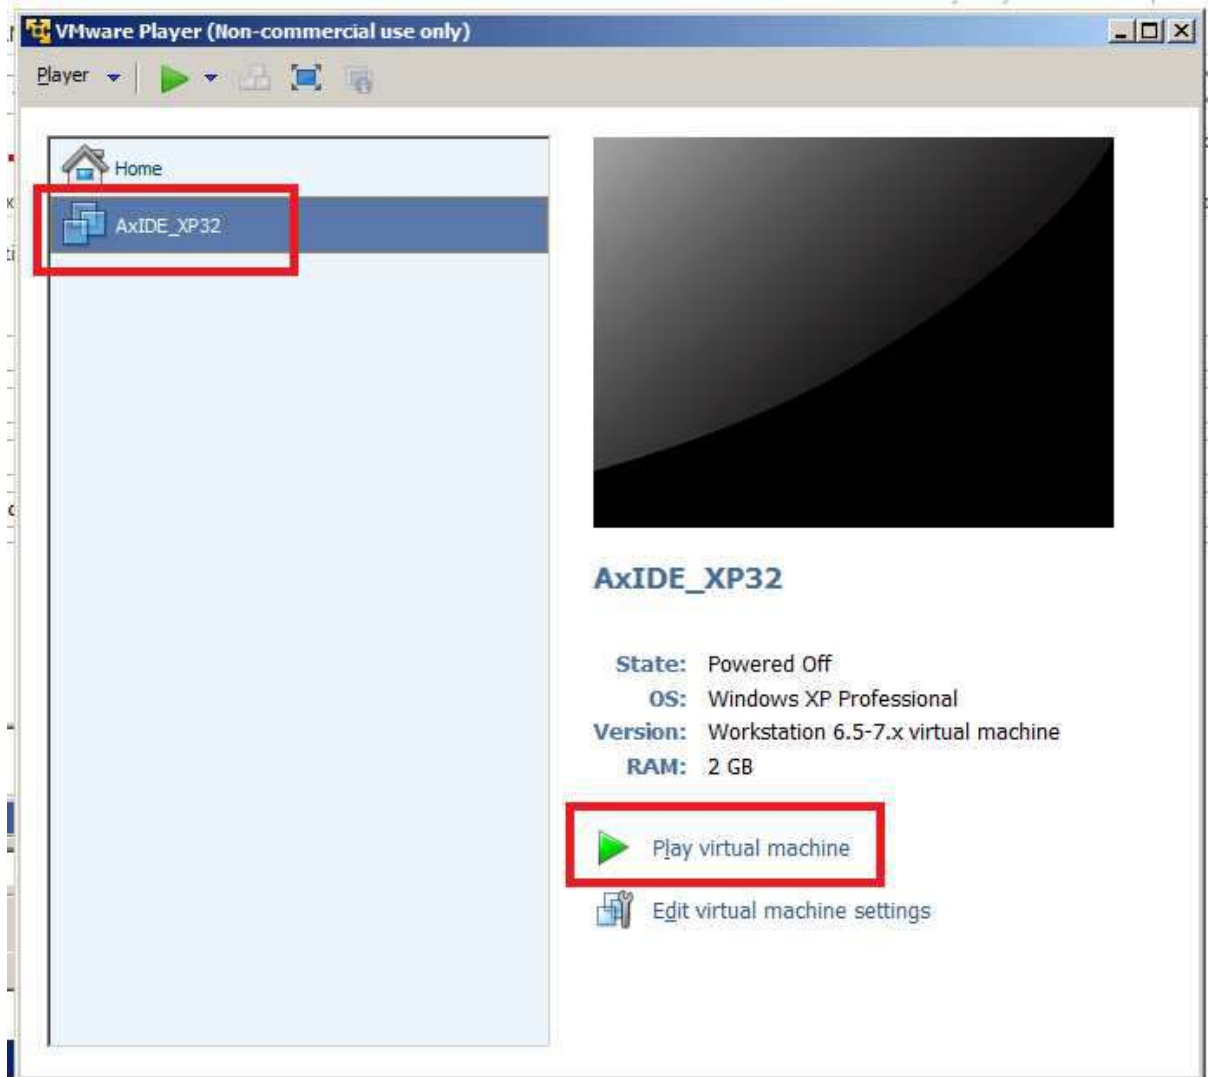 VMware Player (Non-commercial use only)
Player
Home
AxIDE_XP32
AxIDE_XP32
State: Powered Off
OS: Windows XP Professional
Version: Workstation 6.5-7.x virtual machine
RAM: 2 GB
Play virtual machine
Edit virtual machine settings